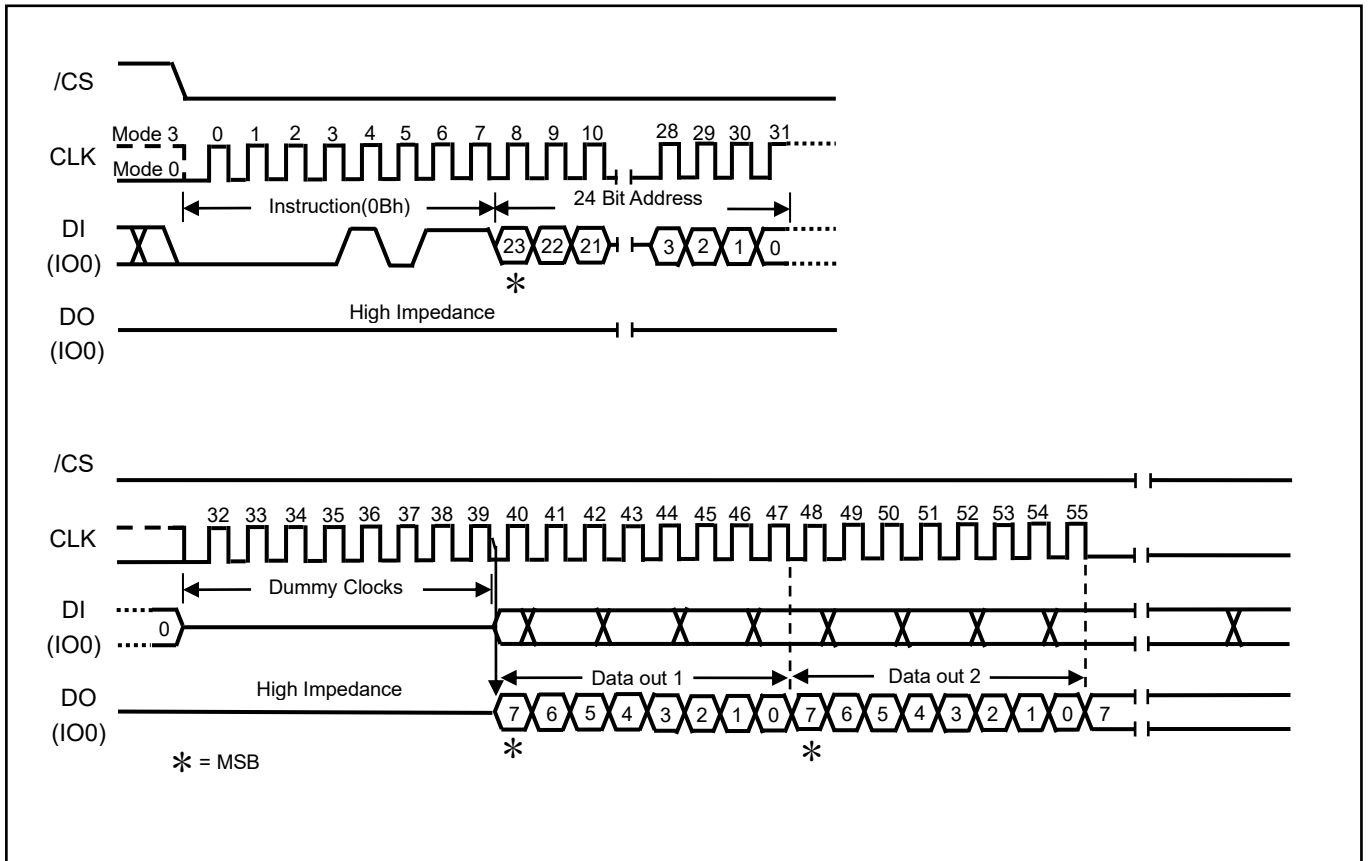 /CS
Mode 3 0 1 2 3 4 5 6 7 8 9 10 28 29 30 31
CLK
Mode 0
Instruction(0Bh) 24 Bit Address
DI
(IO0)
23 22 21 3 2 1 0
*
DO
(IO0)
High Impedance
/CS
32 33 34 35 36 37 38 39 40 41 42 43 44 45 46 47 48 49 50 51 52 53 54 55
CLK
Dummy Clocks
DI
(IO0)
0
Data out 1 Data out 2
DO
(IO0)
High Impedance
7 6 5 4 3 2 1 0 7 6 5 4 3 2 1 0 7
* *
* = MSB